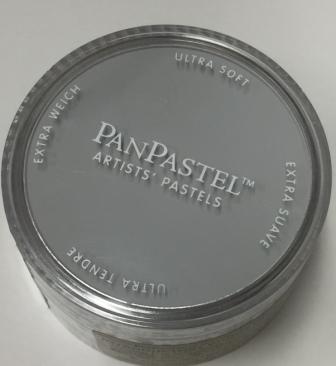 ULTRA SOFT
EXTRA WEICH
PANPASTEL™
ARTISTS' PASTELS
EXTRA SUAVE
ULTRA TENDRE